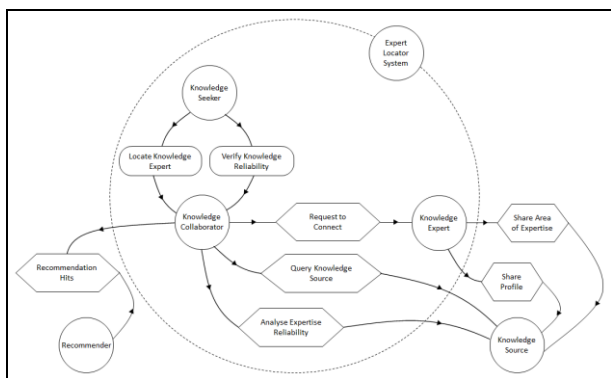 Expert
Locator
System
Knowledge
Seeker
Locate Knowledge
Expert
Verify Knowledge
Reliability
Knowledge
Collaborator
Request to
Connect
Knowledge
Expert
Share Area
of Expertise
Recommendation
Hits
Query Knowledge
Source
Share
Profile
Analyse Expertise
Reliability
Recommender
Knowledge
Source